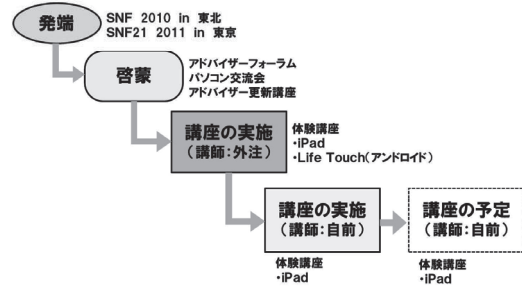 発端
SNF 2010 in 東北
SNF21 2011 in 東京
啓蒙
アドバイザーフォーラム
パソコン交流会
アドバイザー更新講座
講座の実施
(講師:外注)
体験講座
・iPad
・Life Touch(アンドロイド)
講座の実施
(講師:自前)
体験講座
・iPad
講座の予定
(講師:自前)
体験講座
・iPad